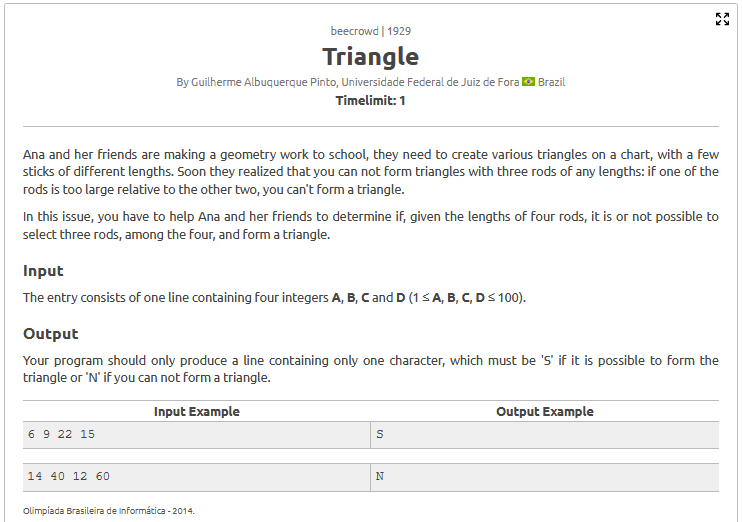 beecrowd | 1929
Triangle
By Guilherme Albuquerque Pinto, Universidade Federal de Juiz de Fora Brazil
Timelimit: 1
Ana and her friends are making a geometry work to school, they need to create various triangles on a chart, with a few
sticks of different lengths. Soon they realized that you can not form triangles with three rods of any lengths: if one of the
rods is too large relative to the other two, you can't form a triangle.
In this issue, you have to help Ana and her friends to determine if, given the lengths of four rods, it is or not possible to
select three rods, among the four, and form a triangle.
Input
The entry consists of one line containing four integers A, B, C and D (1 ≤ A, B, C, D ≤ 100).
Output
Your program should only produce a line containing only one character, which must be 'S' if it is possible to form the
triangle or 'N' if you can not form a triangle.
Input Example Output Example
6 9 22 15 S
14 40 12 60 N
Olimpíada Brasileira de Informática - 2014.